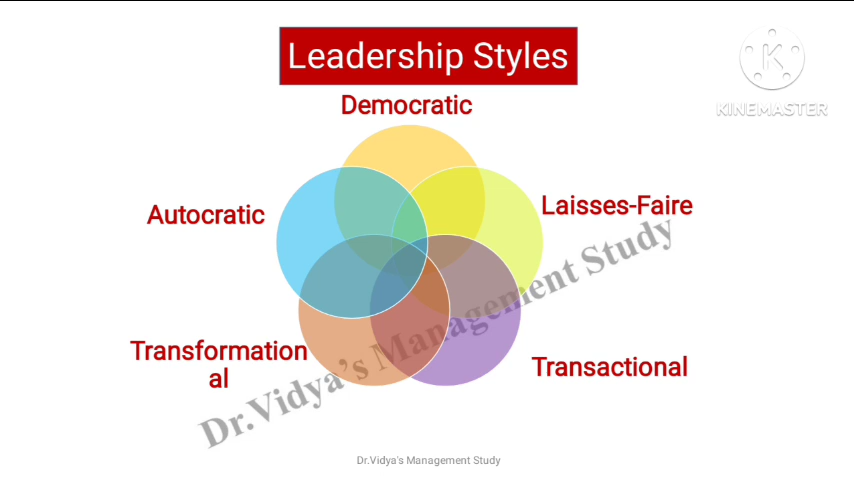 Leadership Styles
KINEMASTER
Democratic
Autocratic
Laisses-Faire
Transformation
al
Transactional
Dr.Vidya's Management Study
Dr.Vidya's Management Study